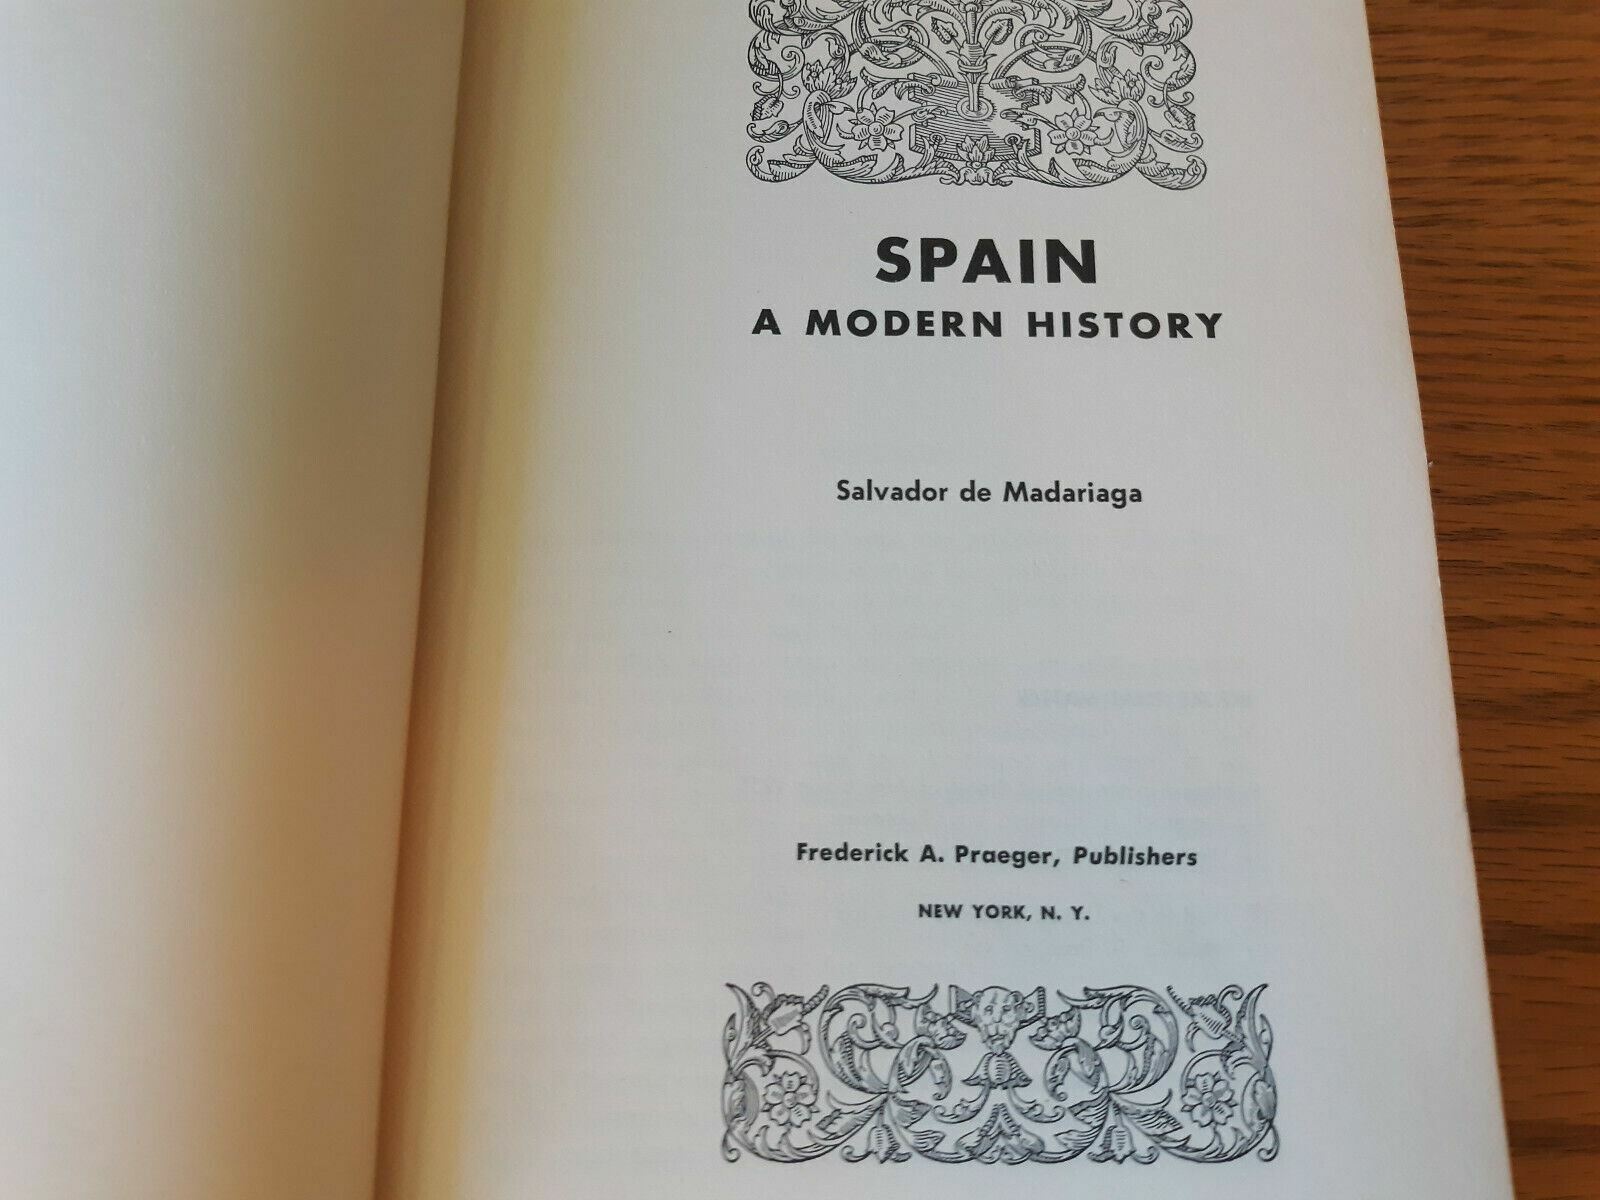 SPAIN
A MODERN HISTORY
Salvador de Madariaga
Frederick A. Praeger, Publishers
NEW YORK, N. Y.